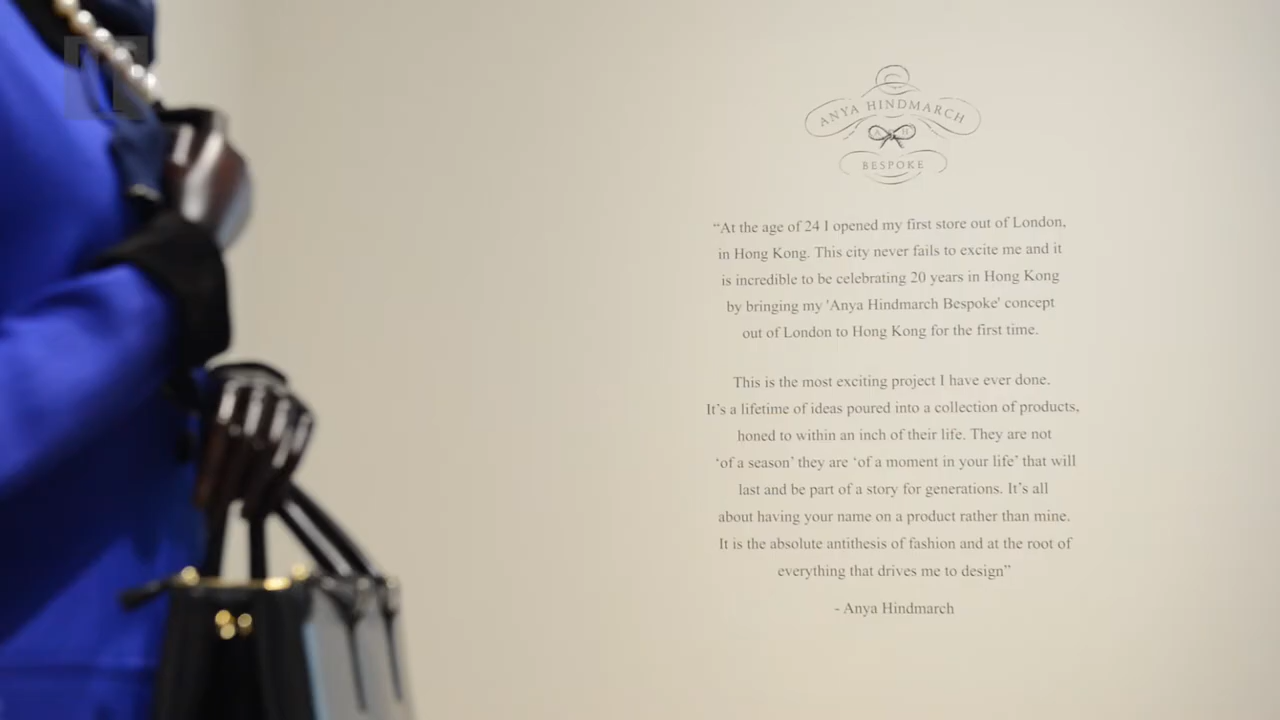 ANYA HINDMARCH
A H
BESPOKE
“At the age of 24 I opened my first store out of London,
in Hong Kong. This city never fails to excite me and it
is incredible to be celebrating 20 years in Hong Kong
by bringing my 'Anya Hindmarch Bespoke' concept
out of London to Hong Kong for the first time.
This is the most exciting project I have ever done.
It’s a lifetime of ideas poured into a collection of products,
honed to within an inch of their life. They are not
‘of a season’ they are ‘of a moment in your life’ that will
last and be part of a story for generations. It’s all
about having your name on a product rather than mine.
It is the absolute antithesis of fashion and at the root of
everything that drives me to design”
- Anya Hindmarch